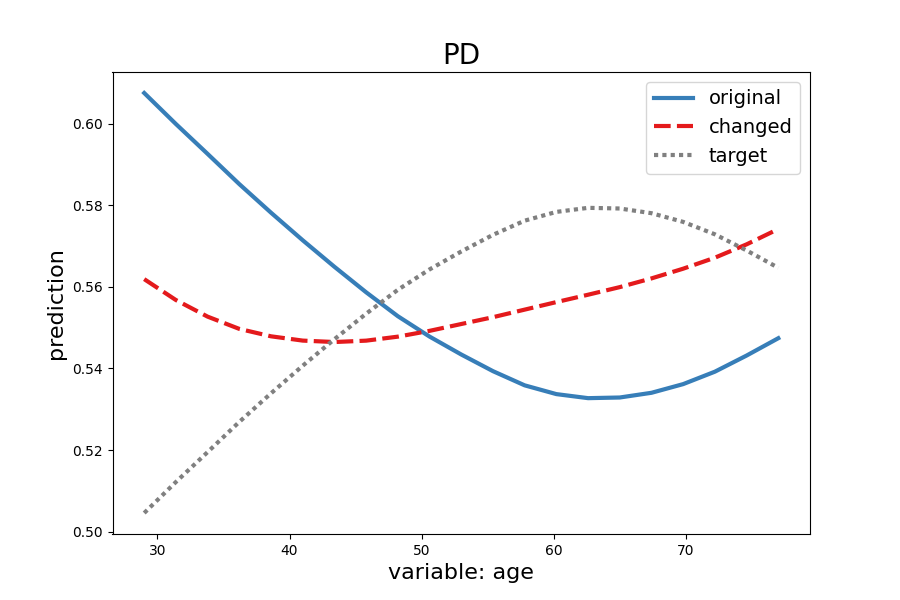 PD
original
changed
target
prediction
0.60
0.58
0.56
0.54
0.52
0.50
30 40 50 60 70
variable: age